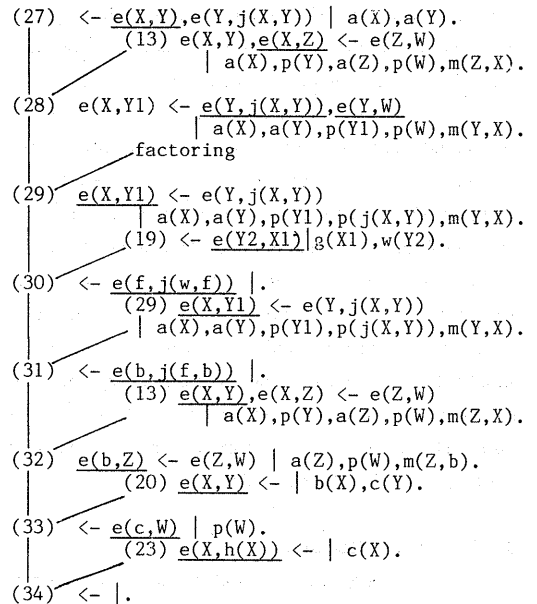 (27) <- e(X,Y),e(Y,j(X,Y)) | a(X),a(Y).
(13) e(X,Y),e(X,Z) <- e(Z,W)
| a(X),p(Y),a(Z),p(W),m(Z,X).
(28) e(X,Y1) <- e(Y,j(X,Y)),e(Y,W)
| a(X),a(Y),p(Y1),p(W),m(Y,X).
factoring
(29) e(X,Y1) <- e(Y,j(X,Y))
| a(X),a(Y),p(Y1),p(j(X,Y)),m(Y,X).
(19) <- e(Y2,X1)|g(X1),w(Y2).
(30) <- e(f,j(w,f)) |.
(29) e(X,Y1) <- e(Y,j(X,Y))
| a(X),a(Y),p(Y1),p(j(X,Y)),m(Y,X).
(31) <- e(b,j(f,b)) |.
(13) e(X,Y),e(X,Z) <- e(Z,W)
| a(X),p(Y),a(Z),p(W),m(Z,X).
(32) e(b,Z) <- e(Z,W) | a(Z),p(W),m(Z,b).
(20) e(X,Y) <- | b(X),c(Y).
(33) <- e(c,W) | p(W).
(23) e(X,h(X)) <- | c(X).
(34) <- |.